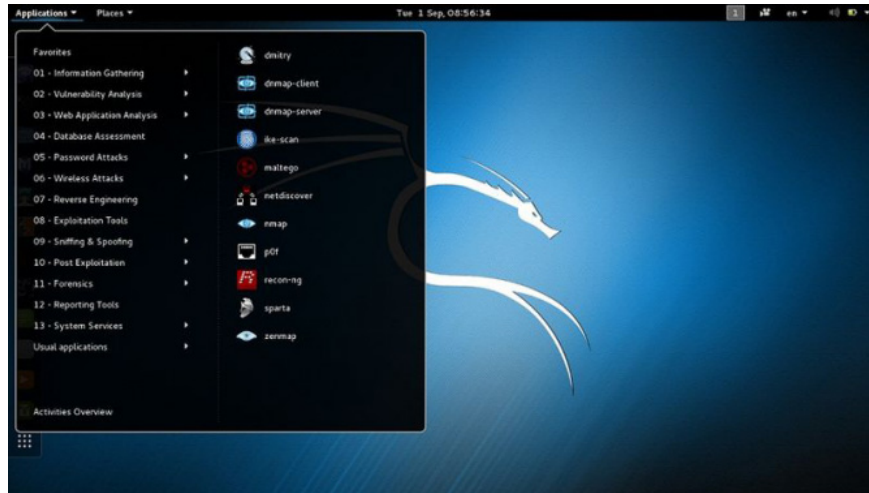 Applications Places Tue 1 Sep, 08:56:34 1 en
Favorites
01 - Information Gathering
02 - Vulnerability Analysis
03 - Web Application Analysis
04 - Database Assessment
05 - Password Attacks
06 - Wireless Attacks
07 - Reverse Engineering
08 - Exploitation Tools
09 - Sniffing & Spoofing
10 - Post Exploitation
11 - Forensics
12 - Reporting Tools
13 - System Services
Usual applications
Activities Overview
dmitry
dnmap-client
dnmap-server
ike-scan
maltego
netdiscover
nmap
p0f
recon-ng
sparta
zenmap